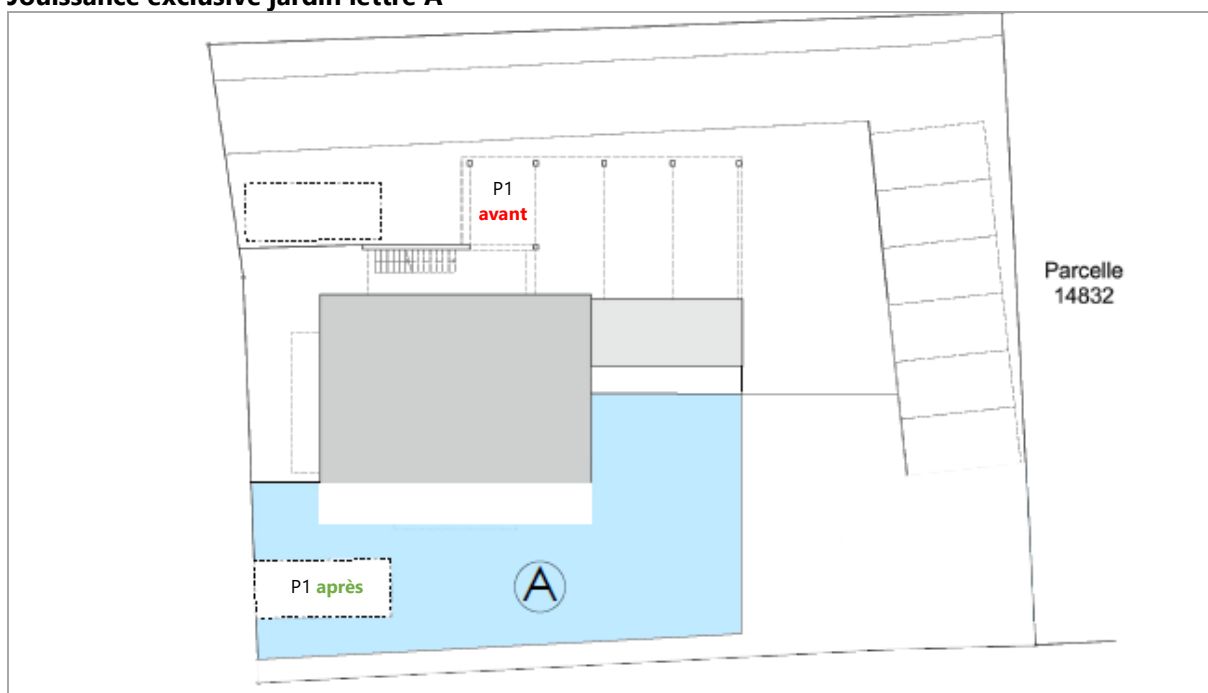 Jouissance exclusive jardin lettre A
P1
avant
Parcelle
14832
P1 après
A